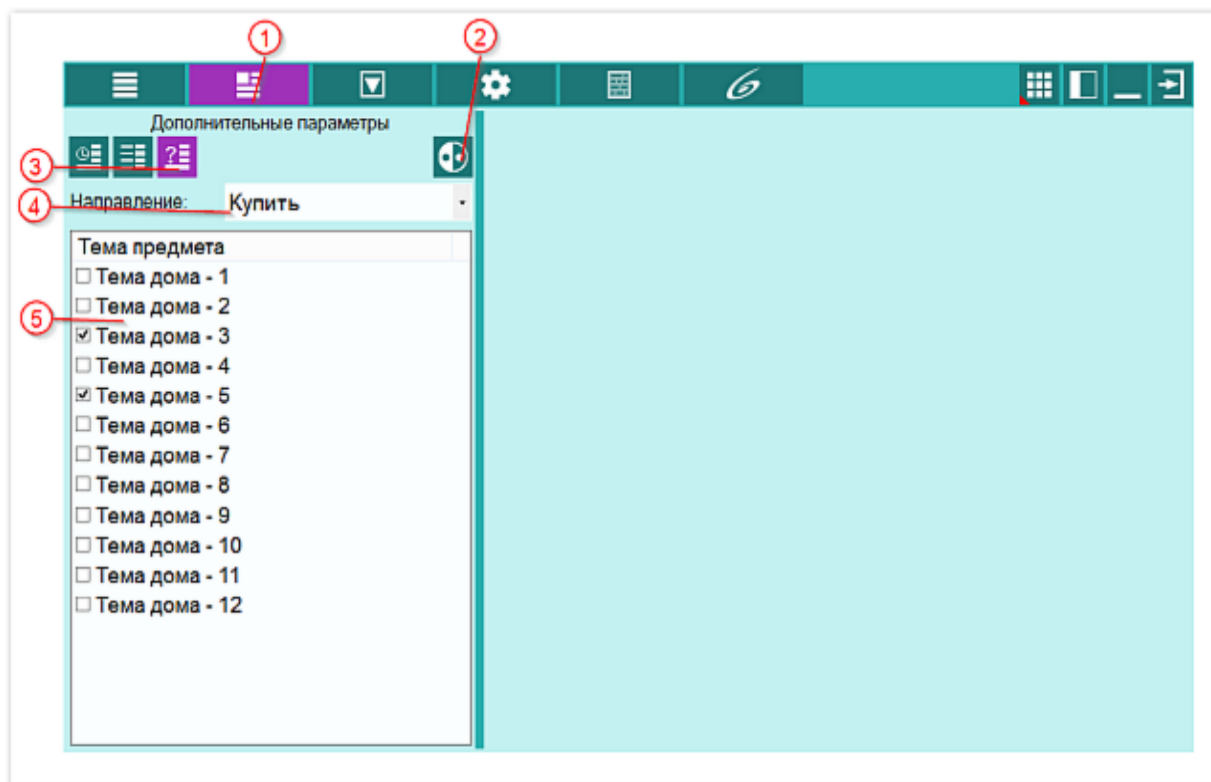 1
2
Дополнительные параметры
3
4
Направление:
Купить
Тема предмета
Тема дома - 1
5
Тема дома - 2
Тема дома - 3
Тема дома - 4
Тема дома - 5
Тема дома - 6
Тема дома - 7
Тема дома - 8
Тема дома - 9
Тема дома - 10
Тема дома - 11
Тема дома - 12